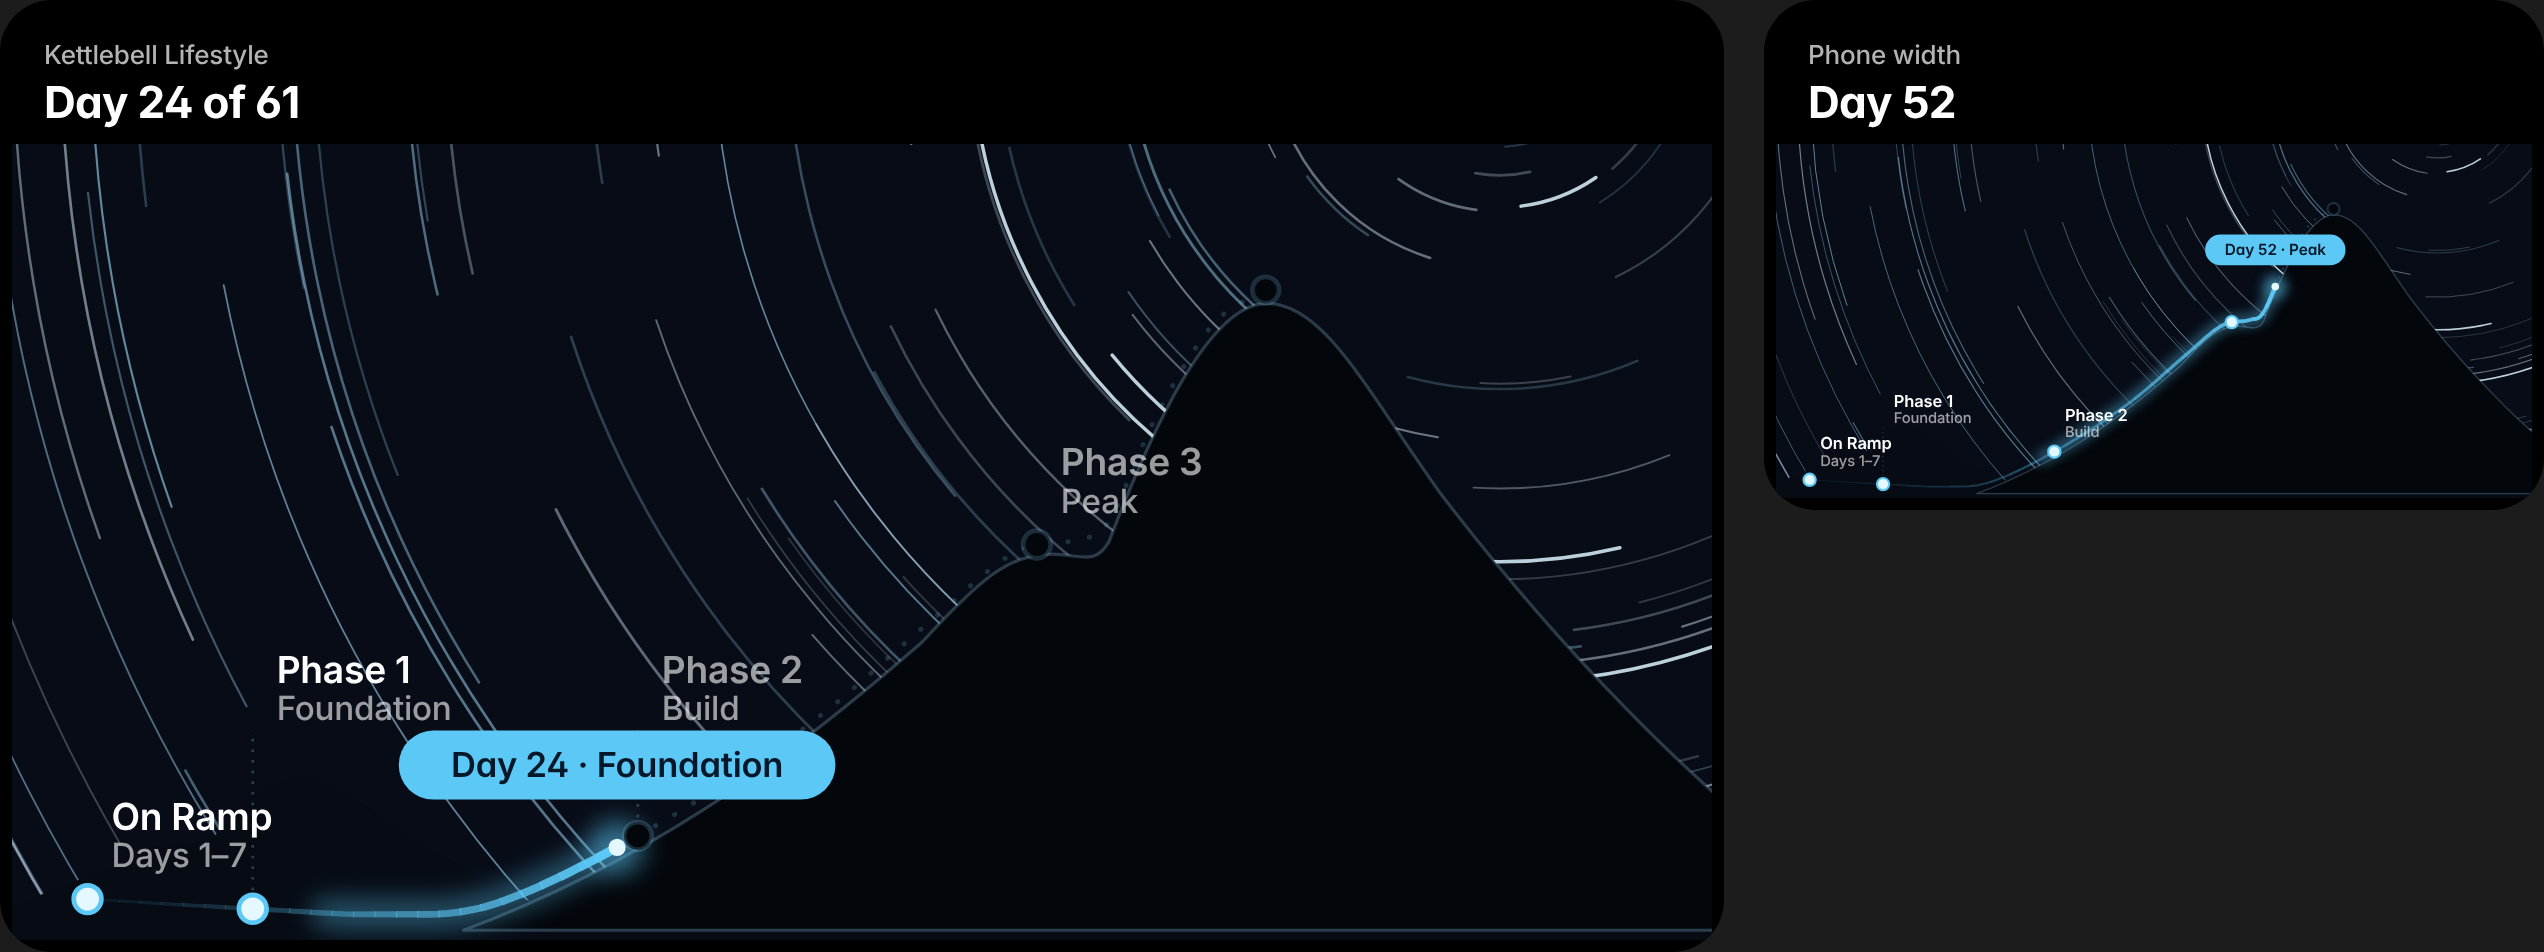 Kettlebell Lifestyle
Day 24 of 61
Phase 3
Peak
Phase 1
Foundation
Phase 2
Build
Day 24 · Foundation
On Ramp
Days 1–7
Phone width
Day 52
Day 52 · Peak
Phase 1
Foundation
Phase 2
Build
On Ramp
Days 1–7